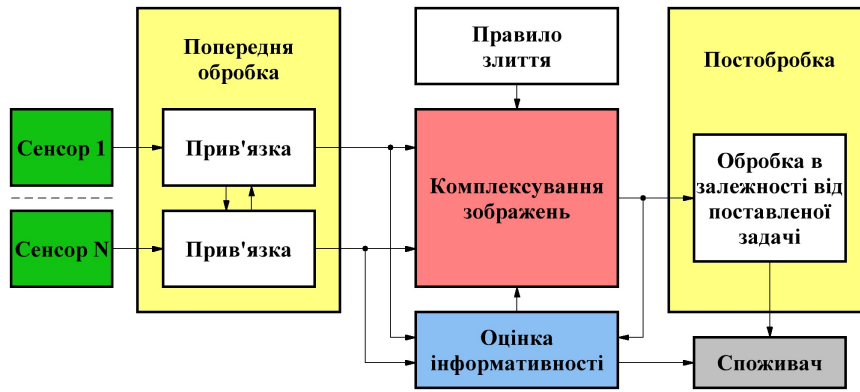 Попередня
обробка
Правило
злиття
Постобробка
Сенсор 1
Прив'язка
Комплексування
зображень
Обробка в
залежності від
поставленої
задачі
Сенсор N
Прив'язка
Оцінка
інформативності
Споживач